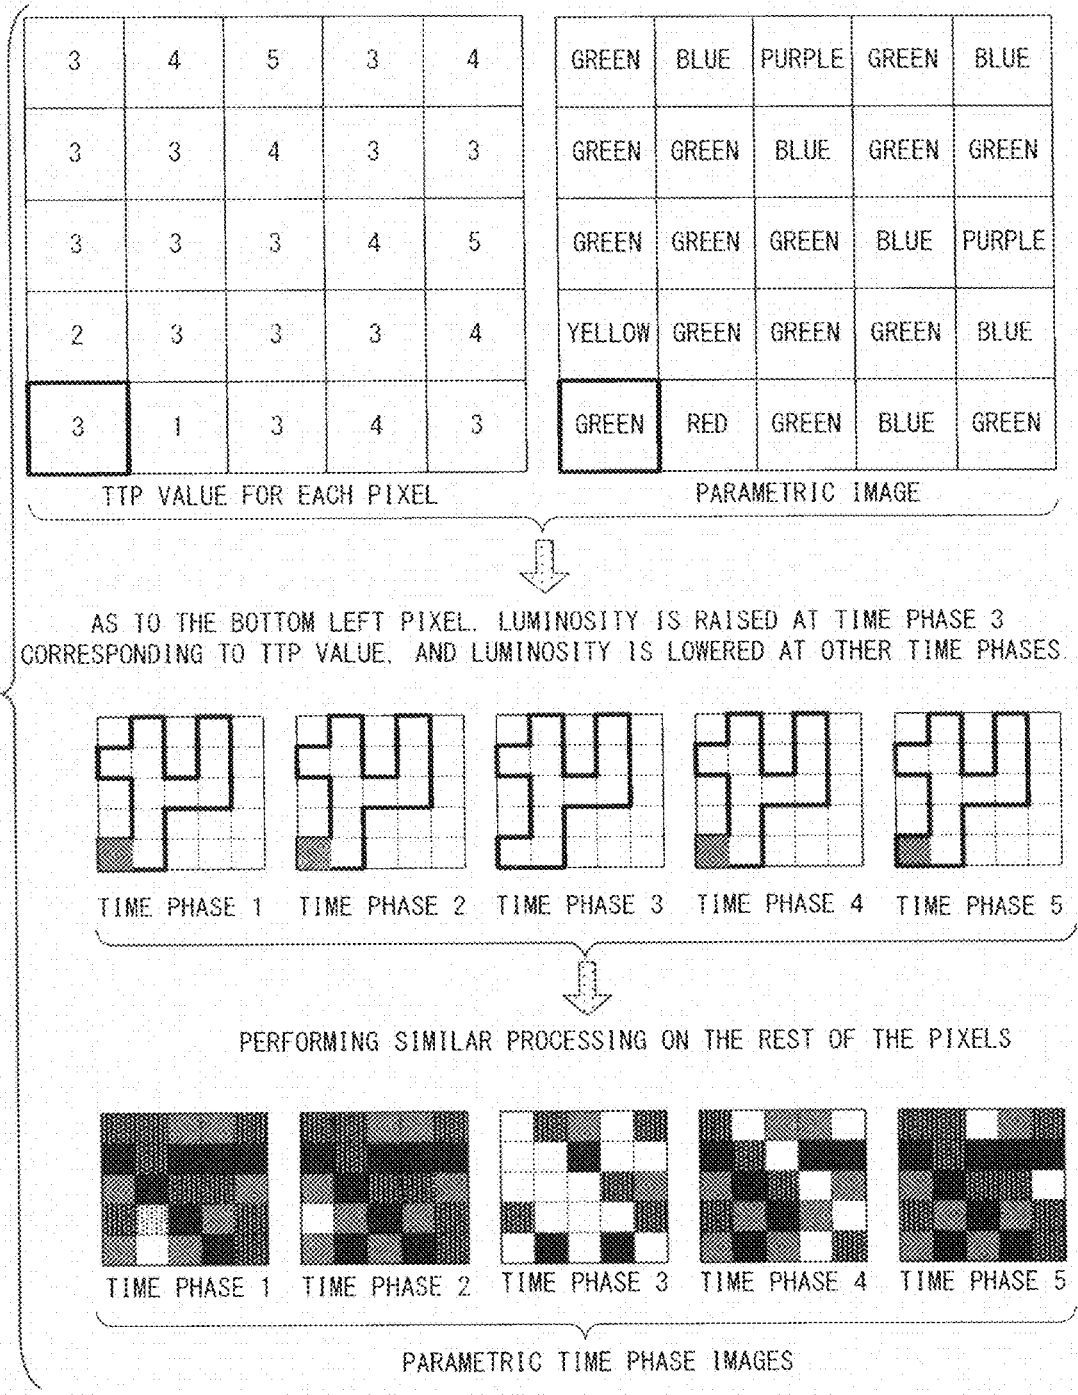 3 4 5 3 4
3 3 4 3 3
3 3 3 4 5
2 3 3 3 4
3 1 3 4 3
TTP VALUE FOR EACH PIXEL
GREEN BLUE PURPLE GREEN BLUE
GREEN GREEN BLUE GREEN GREEN
GREEN GREEN GREEN BLUE PURPLE
YELLOW GREEN GREEN GREEN BLUE
GREEN RED GREEN BLUE GREEN
PARAMETRIC IMAGE
AS TO THE BOTTOM LEFT PIXEL, LUMINOSITY IS RAISED AT TIME PHASE 3
CORRESPONDING TO TTP VALUE, AND LUMINOSITY IS LOWERED AT OTHER TIME PHASES
TIME PHASE 1 TIME PHASE 2 TIME PHASE 3 TIME PHASE 4 TIME PHASE 5
PERFORMING SIMILAR PROCESSING ON THE REST OF THE PIXELS
TIME PHASE 1 TIME PHASE 2 TIME PHASE 3 TIME PHASE 4 TIME PHASE 5
PARAMETRIC TIME PHASE IMAGES